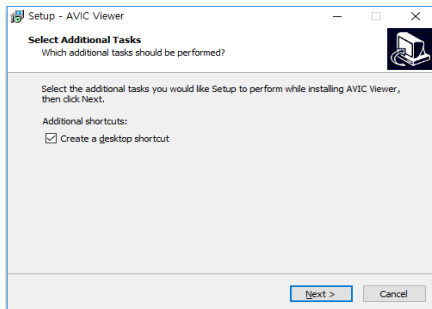 Setup - AVIC Viewer
Select Additional Tasks
Which additional tasks should be performed?
Select the additional tasks you would like Setup to perform while installing AVIC Viewer,
then click Next.
Additional shortcuts:
Create a desktop shortcut
Next >
Cancel